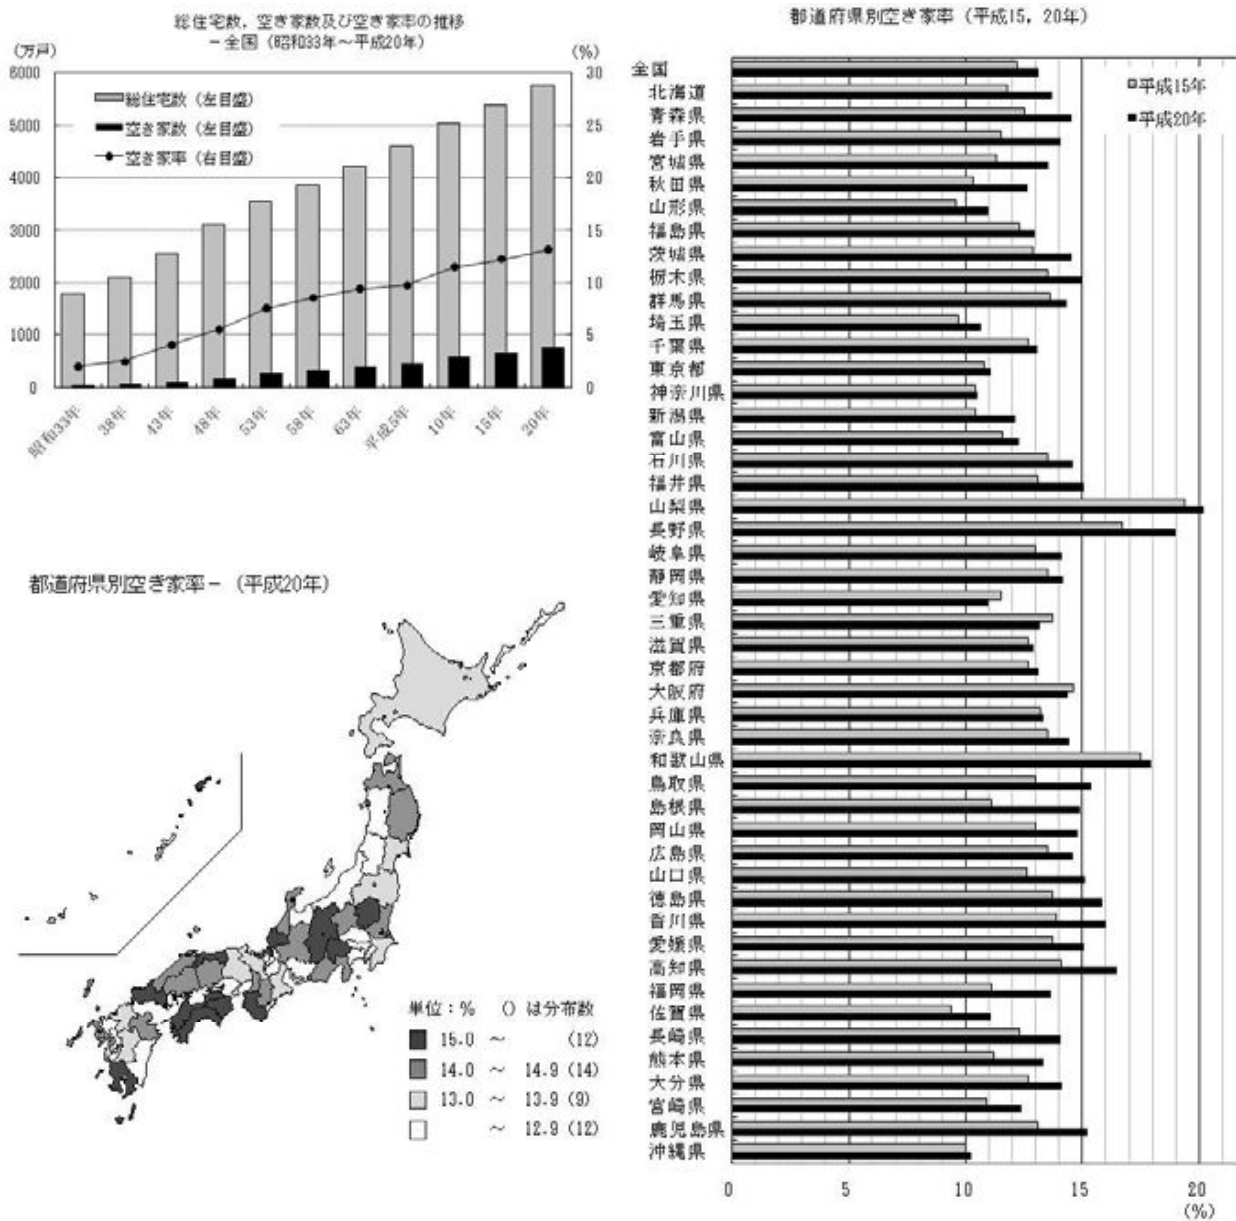 総住宅数，空き家数及び空き家率の推移
－全国（昭和33年～平成20年）
(万戸)
(%)
6000
5000
4000
3000
2000
1000
0
30
25
20
15
10
5
0
総住宅数（左目盛）
空き家数（左目盛）
空き家率（右目盛）
昭和33年
38年
43年
48年
53年
58年
63年
平成5年
10年
15年
20年
都道府県別空き家率－（平成20年）
単位：%　()は分布数
15.0 ～ (12)
14.0 ～ 14.9 (14)
13.0 ～ 13.9 (9)
～ 12.9 (12)
都道府県別空き家率（平成15，20年）
平成15年
平成20年
全国
北海道
青森県
岩手県
宮城県
秋田県
山形県
福島県
茨城県
栃木県
群馬県
埼玉県
千葉県
東京都
神奈川県
新潟県
富山県
石川県
福井県
山梨県
長野県
岐阜県
静岡県
愛知県
三重県
滋賀県
京都府
大阪府
兵庫県
奈良県
和歌山県
鳥取県
島根県
岡山県
広島県
山口県
徳島県
香川県
愛媛県
高知県
福岡県
佐賀県
長崎県
熊本県
大分県
宮崎県
鹿児島県
沖縄県
0 5 10 15 20
(%)